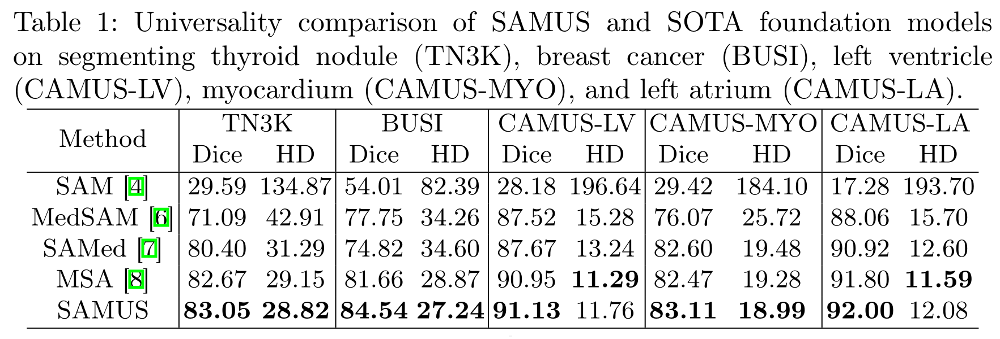 Table 1: Universality comparison of SAMUS and SOTA foundation models
on segmenting thyroid nodule (TN3K), breast cancer (BUSI), left ventricle
(CAMUS-LV), myocardium (CAMUS-MYO), and left atrium (CAMUS-LA).
Method TN3K BUSI CAMUS-LV CAMUS-MYO CAMUS-LA
Dice HD Dice HD Dice HD Dice HD Dice HD
SAM [4] 29.59 134.87 54.01 82.39 28.18 196.64 29.42 184.10 17.28 193.70
MedSAM [6] 71.09 42.91 77.75 34.26 87.52 15.28 76.07 25.72 88.06 15.70
SAMed [7] 80.40 31.29 74.82 34.60 87.67 13.24 82.60 19.48 90.92 12.60
MSA [8] 82.67 29.15 81.66 28.87 90.95 11.29 82.47 19.28 91.80 11.59
SAMUS 83.05 28.82 84.54 27.24 91.13 11.76 83.11 18.99 92.00 12.08